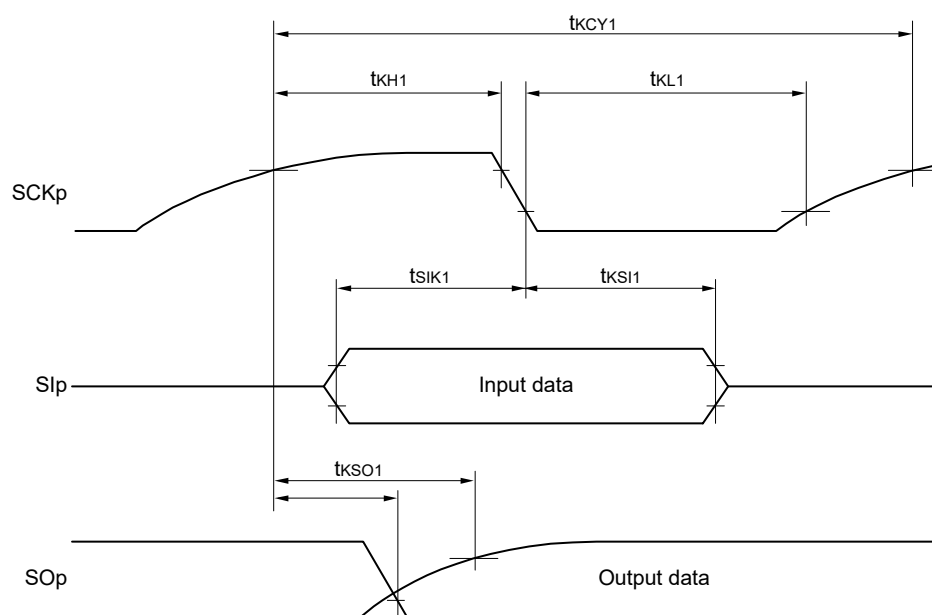 tKCY1
tKH1
tKL1
SCKp
tSIK1
tKSI1
SIp
Input data
tKSO1
SOp
Output data